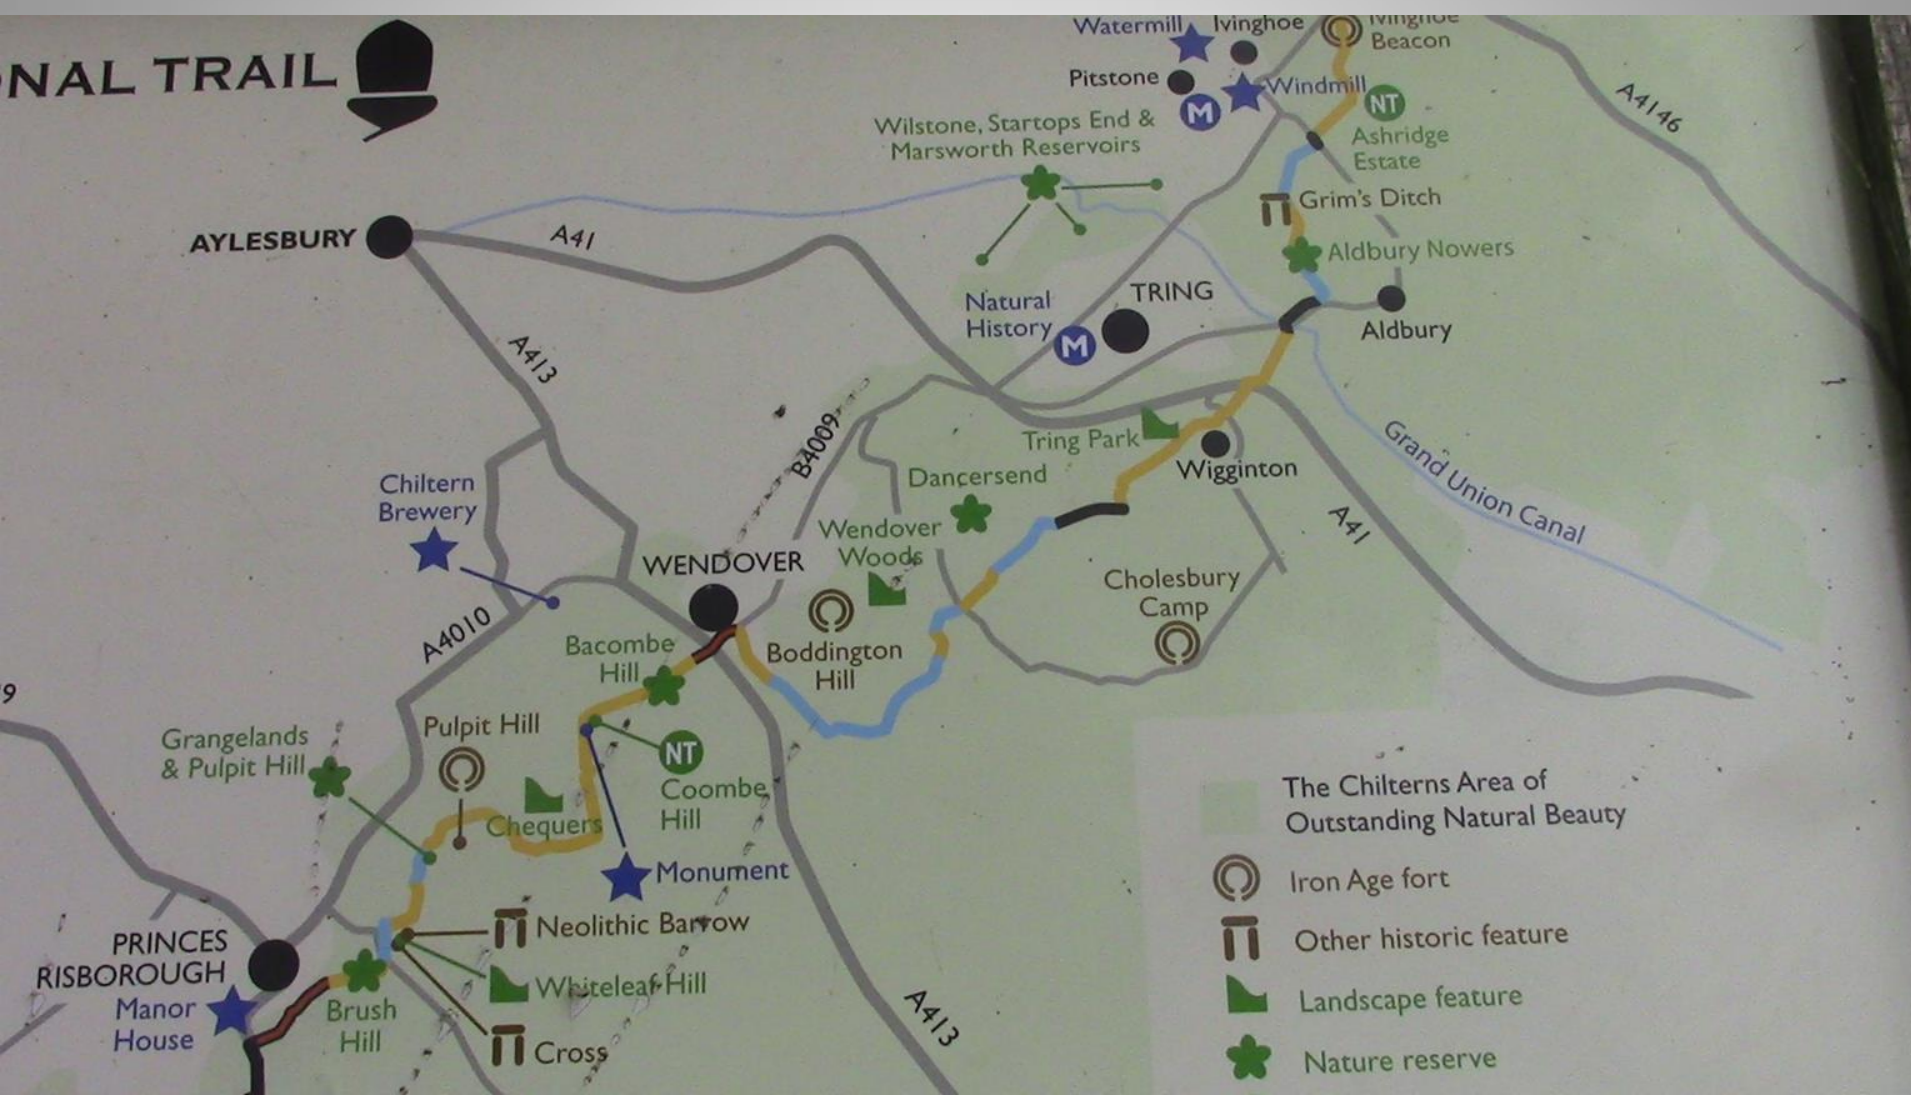 NAL TRAIL
Watermill
Ivinghoe
Ivinghoe
Beacon
Pitstone
M
Windmill
NT
Ashridge
Estate
A4146
Wilstone, Startops End &
Marsworth Reservoirs
Grim's Ditch
AYLESBURY
A41
Aldbury Nowers
Natural
History
M
TRING
Aldbury
A413
B4009
Tring Park
Wigginton
Grand Union Canal
Chiltern
Brewery
Dancersend
A41
Wendover
Woods
WENDOVER
Cholesbury
Camp
A4010
Bacombe
Hill
Boddington
Hill
9
Grangelands
& Pulpit Hill
Pulpit Hill
NT
Coombe
Hill
Chequers
Monument
The Chilterns Area of
Outstanding Natural Beauty
Iron Age fort
Other historic feature
Landscape feature
Nature reserve
PRINCES
RISBOROUGH
Neolithic Barrow
Whiteleaf Hill
Manor
House
Brush
Hill
Cross
A413